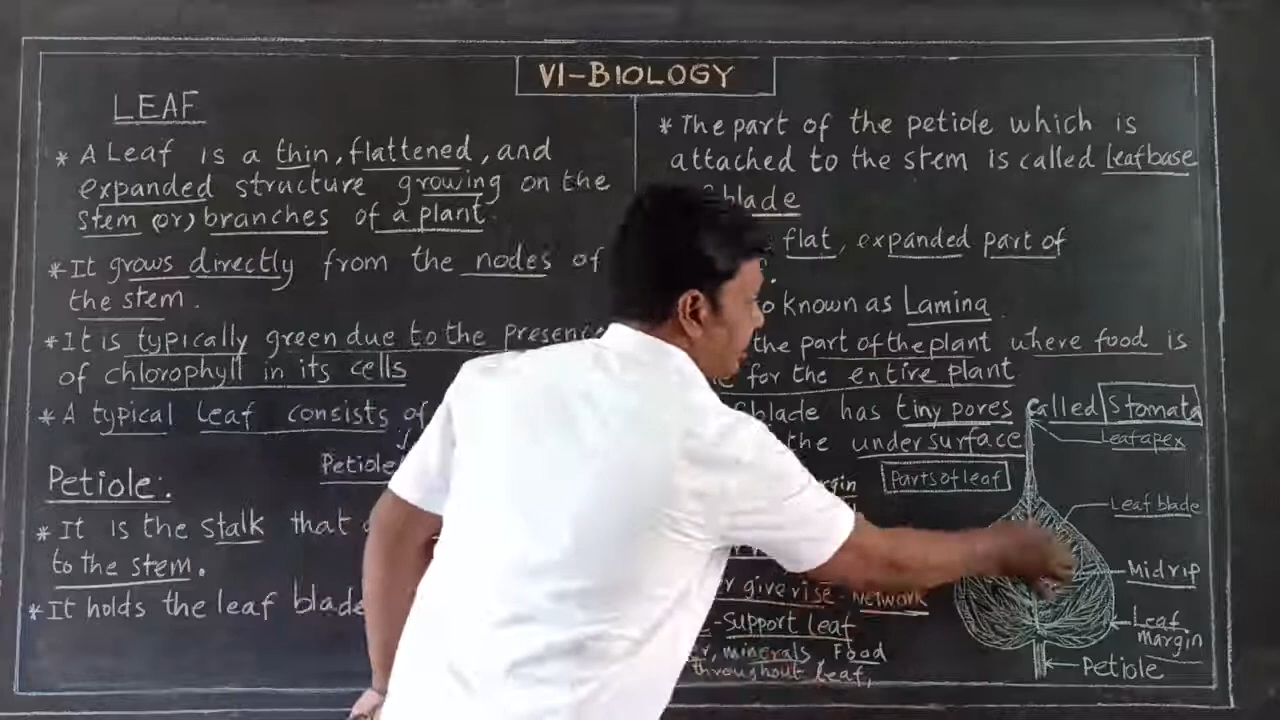 VI-BIOLOGY
LEAF
* A Leaf is a thin, flattened, and
expanded structure growing on the
stem (or) branches of a plant.
* It grows directly from the nodes of
the stem.
* It is typically green due to the
of chlorophyll in its cells
* A typical Leaf consists
Petiole
Petiole:
* It is the stalk that
to the stem.
* It holds the leaf blade
* The part of the petiole which is
attached to the stem is called leafbase
blade
flat, expanded part of
known as Lamina.
the part of the plant where food is
for the entire plant
blade has tiny pores called Stomata
the undersurface
give rise - Network
- Support leaf
minerals, Food
throughout leaf,
Parts of leaf
Leaf apex
Leaf blade
Midrip
Leaf
margin
Petiole